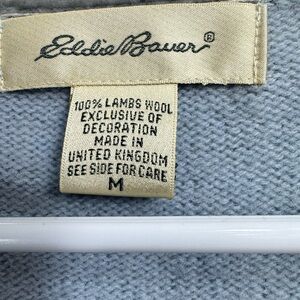 Eddie Bauer®
100% LAMBS WOOL
EXCLUSIVE OF
DECORATION
MADE IN
UNITED KINGDOM
SEE SIDE FOR CARE
M